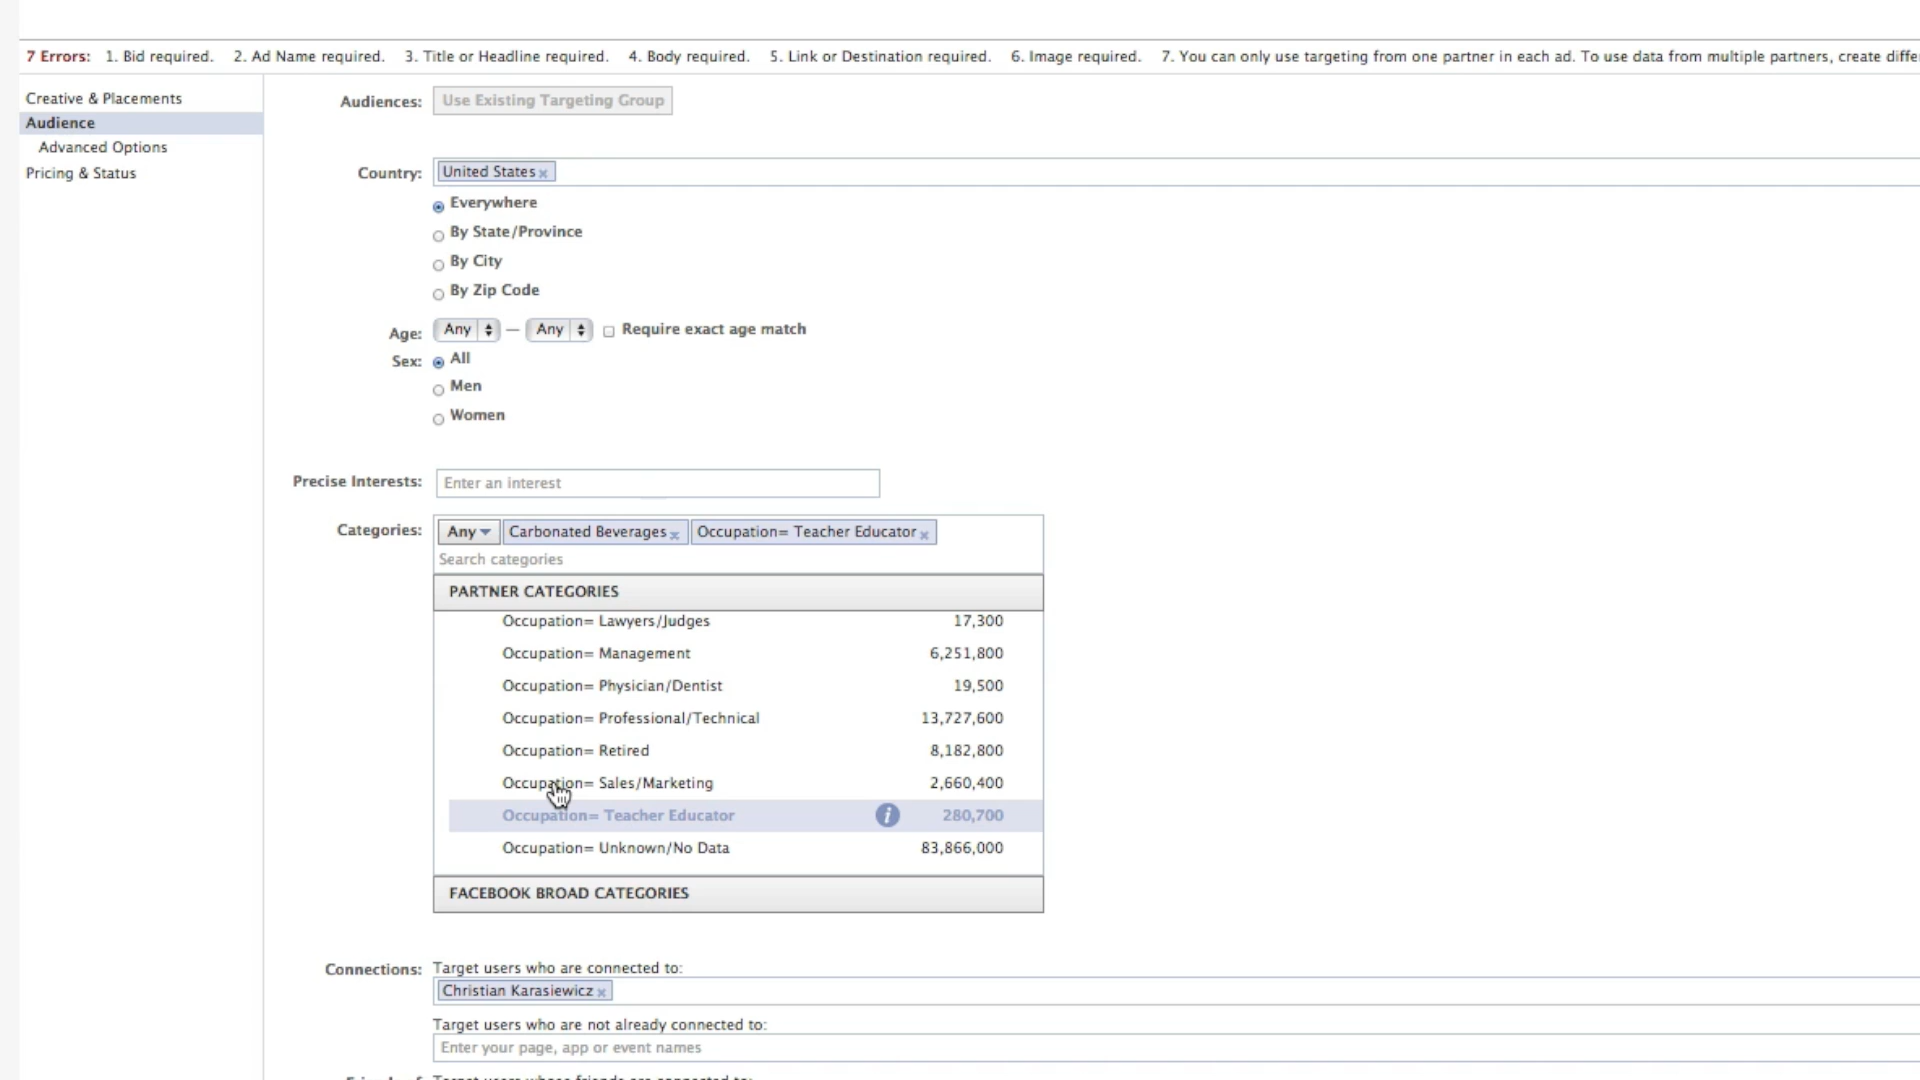 7 Errors: 1. Bid required. 2. Ad Name required. 3. Title or Headline required. 4. Body required. 5. Link or Destination required. 6. Image required. 7. You can only use targeting from one partner in each ad. To use data from multiple partners, create diffe
Creative & Placements
Audience
Advanced Options
Pricing & Status
Audiences: Use Existing Targeting Group
Country: United States x
Everywhere
By State/Province
By City
By Zip Code
Age: Any — Any Require exact age match
Sex: All
Men
Women
Precise Interests: Enter an interest
Categories: Any Carbonated Beverages x Occupation= Teacher Educator x
Search categories
PARTNER CATEGORIES
Occupation= Lawyers/Judges 17,300
Occupation= Management 6,251,800
Occupation= Physician/Dentist 19,500
Occupation= Professional/Technical 13,727,600
Occupation= Retired 8,182,800
Occupation= Sales/Marketing 2,660,400
Occupation= Teacher Educator i 280,700
Occupation= Unknown/No Data 83,866,000
FACEBOOK BROAD CATEGORIES
Connections: Target users who are connected to:
Christian Karasiewicz x
Target users who are not already connected to:
Enter your page, app or event names
Target users whose friends are connected to: